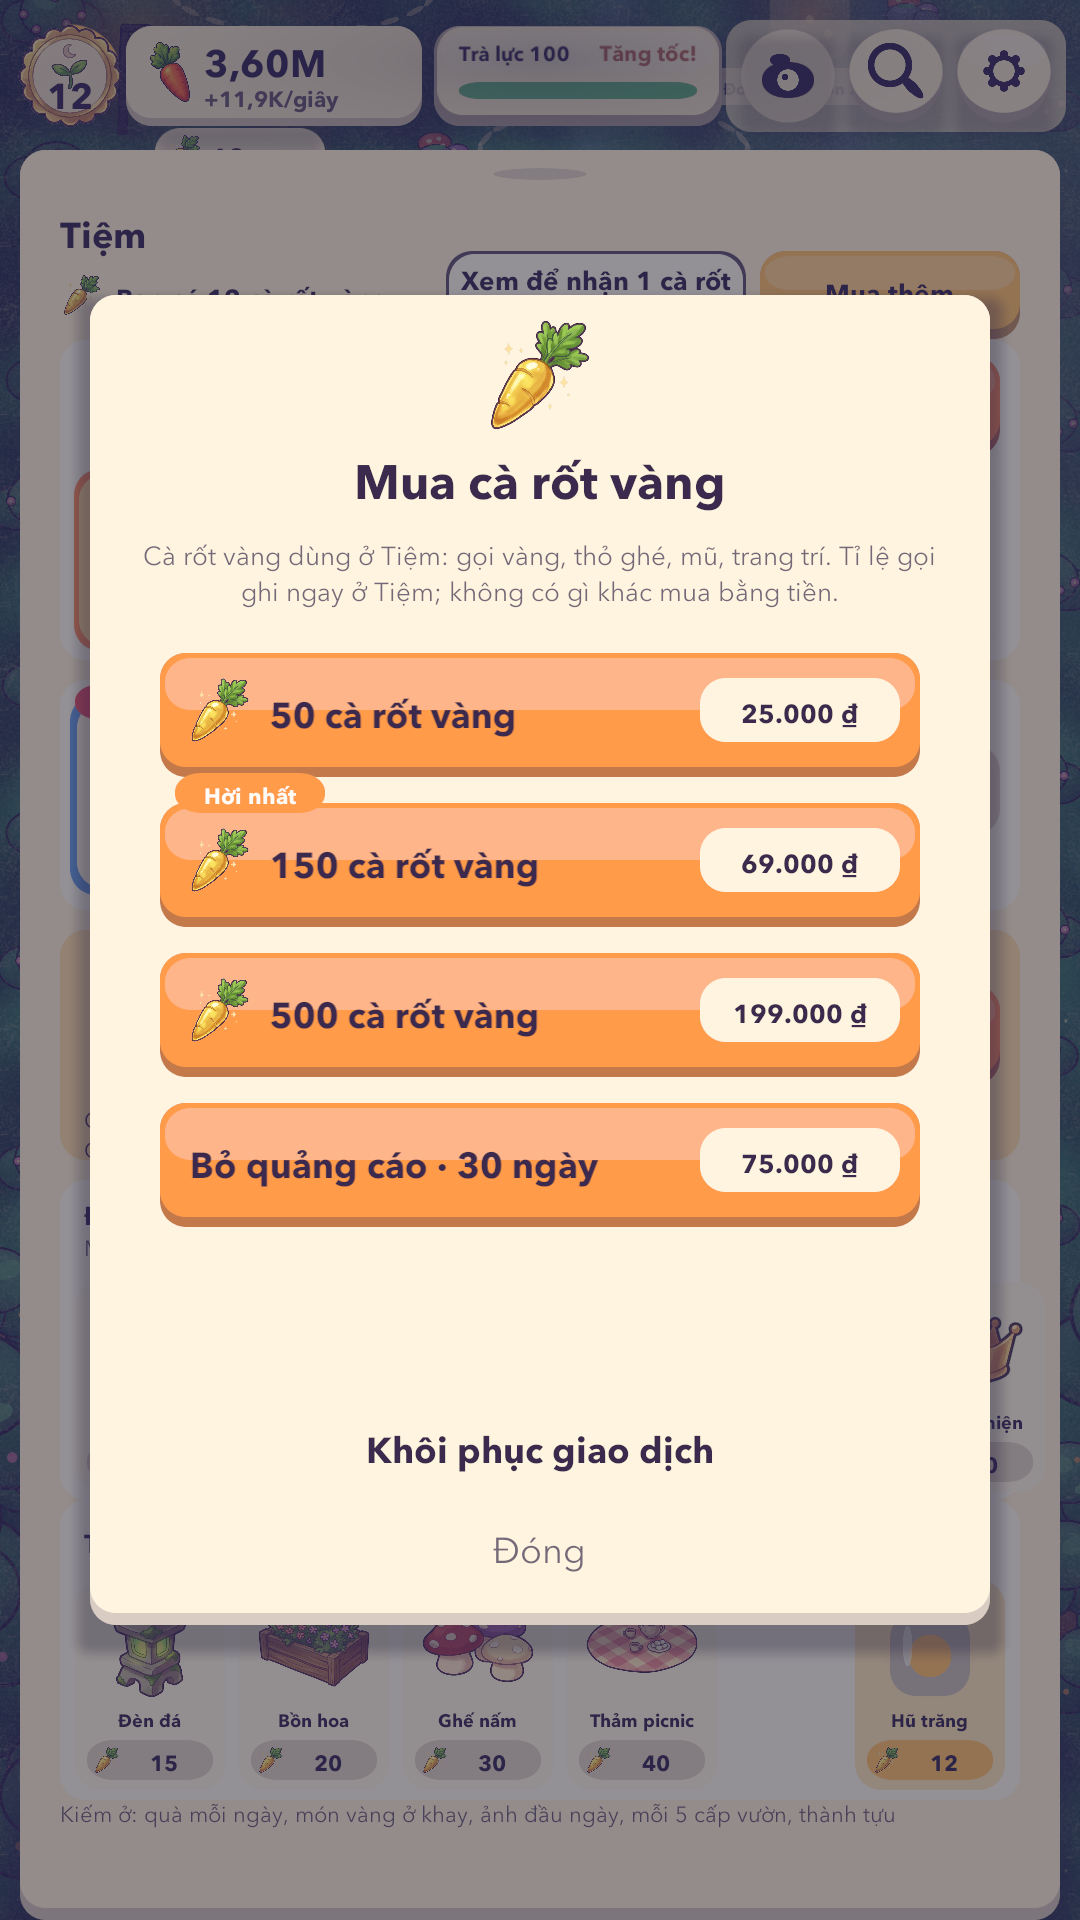 12
3,60M
+11,9K/giây
Trà lực 100
Tăng tốc!
Tiệm
Xem để nhận 1 cà rốt
Mua thêm
Mua cà rốt vàng
Cà rốt vàng dùng ở Tiệm: gọi vàng, thỏ ghé, mũ, trang trí. Tỉ lệ gọi
ghi ngay ở Tiệm; không có gì khác mua bằng tiền.
50 cà rốt vàng
25.000 ₫
Hời nhất
150 cà rốt vàng
69.000 ₫
500 cà rốt vàng
199.000 ₫
Bỏ quảng cáo · 30 ngày
75.000 ₫
Khôi phục giao dịch
Đóng
Đèn đá
Bồn hoa
Ghế nấm
Thảm picnic
Hũ trăng
15
20
30
40
12
Kiếm ở: quà mỗi ngày, món vàng ở khay, ảnh đầu ngày, mỗi 5 cấp vườn, thành tựu